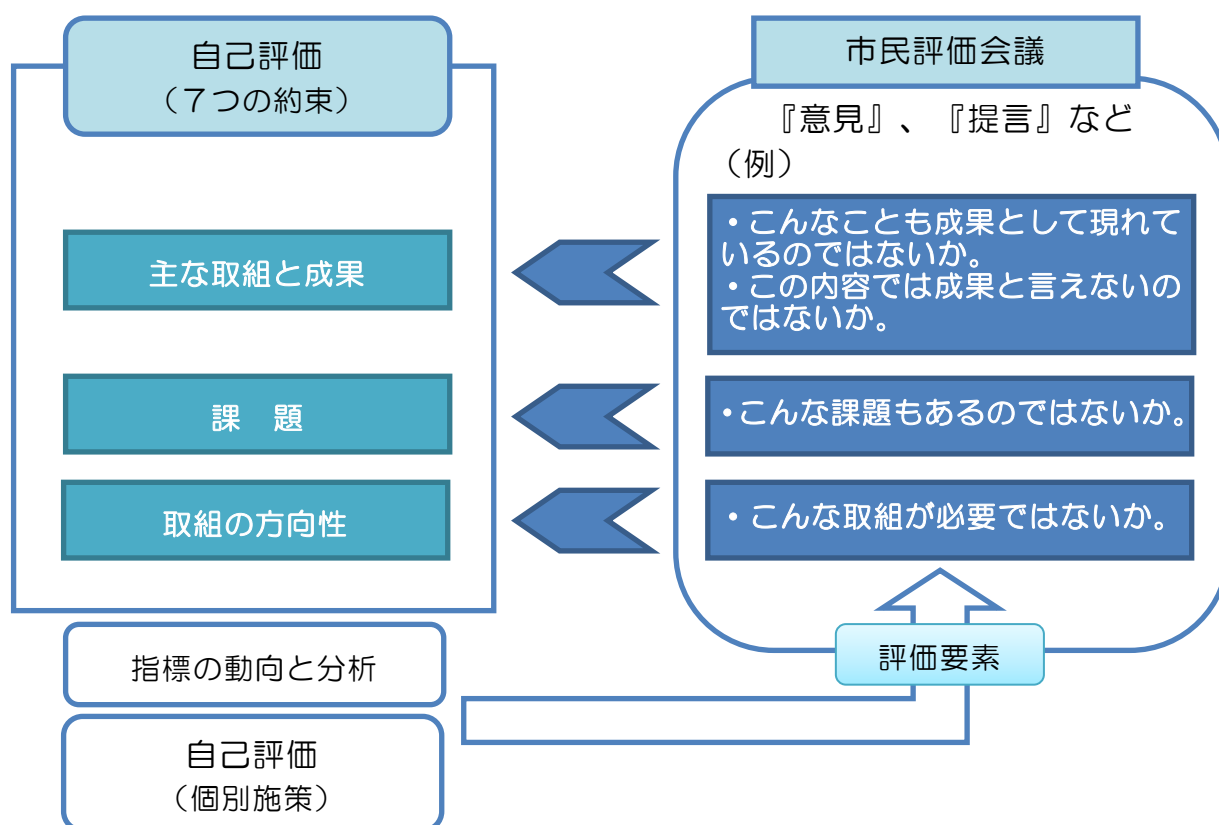 自己評価
（７つの約束）
主な取組と成果
課　題
取組の方向性
指標の動向と分析
自己評価
（個別施策）
市民評価会議
『意見』、『提言』など
（例）
・こんなことも成果として現れて
いるのではないか。
・この内容では成果と言えないの
ではないか。
・こんな課題もあるのではないか。
・こんな取組が必要ではないか。
評価要素